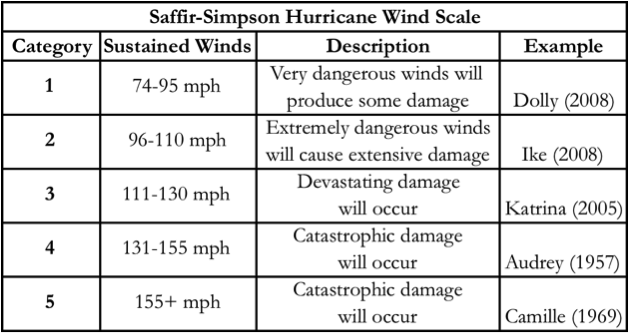 Saffir-Simpson Hurricane Wind Scale
Category Sustained Winds Description Example
1 74-95 mph Very dangerous winds will
produce some damage Dolly (2008)
2 96-110 mph Extremely dangerous winds
will cause extensive damage Ike (2008)
3 111-130 mph Devastating damage
will occur Katrina (2005)
4 131-155 mph Catastrophic damage
will occur Audrey (1957)
5 155+ mph Catastrophic damage
will occur Camille (1969)